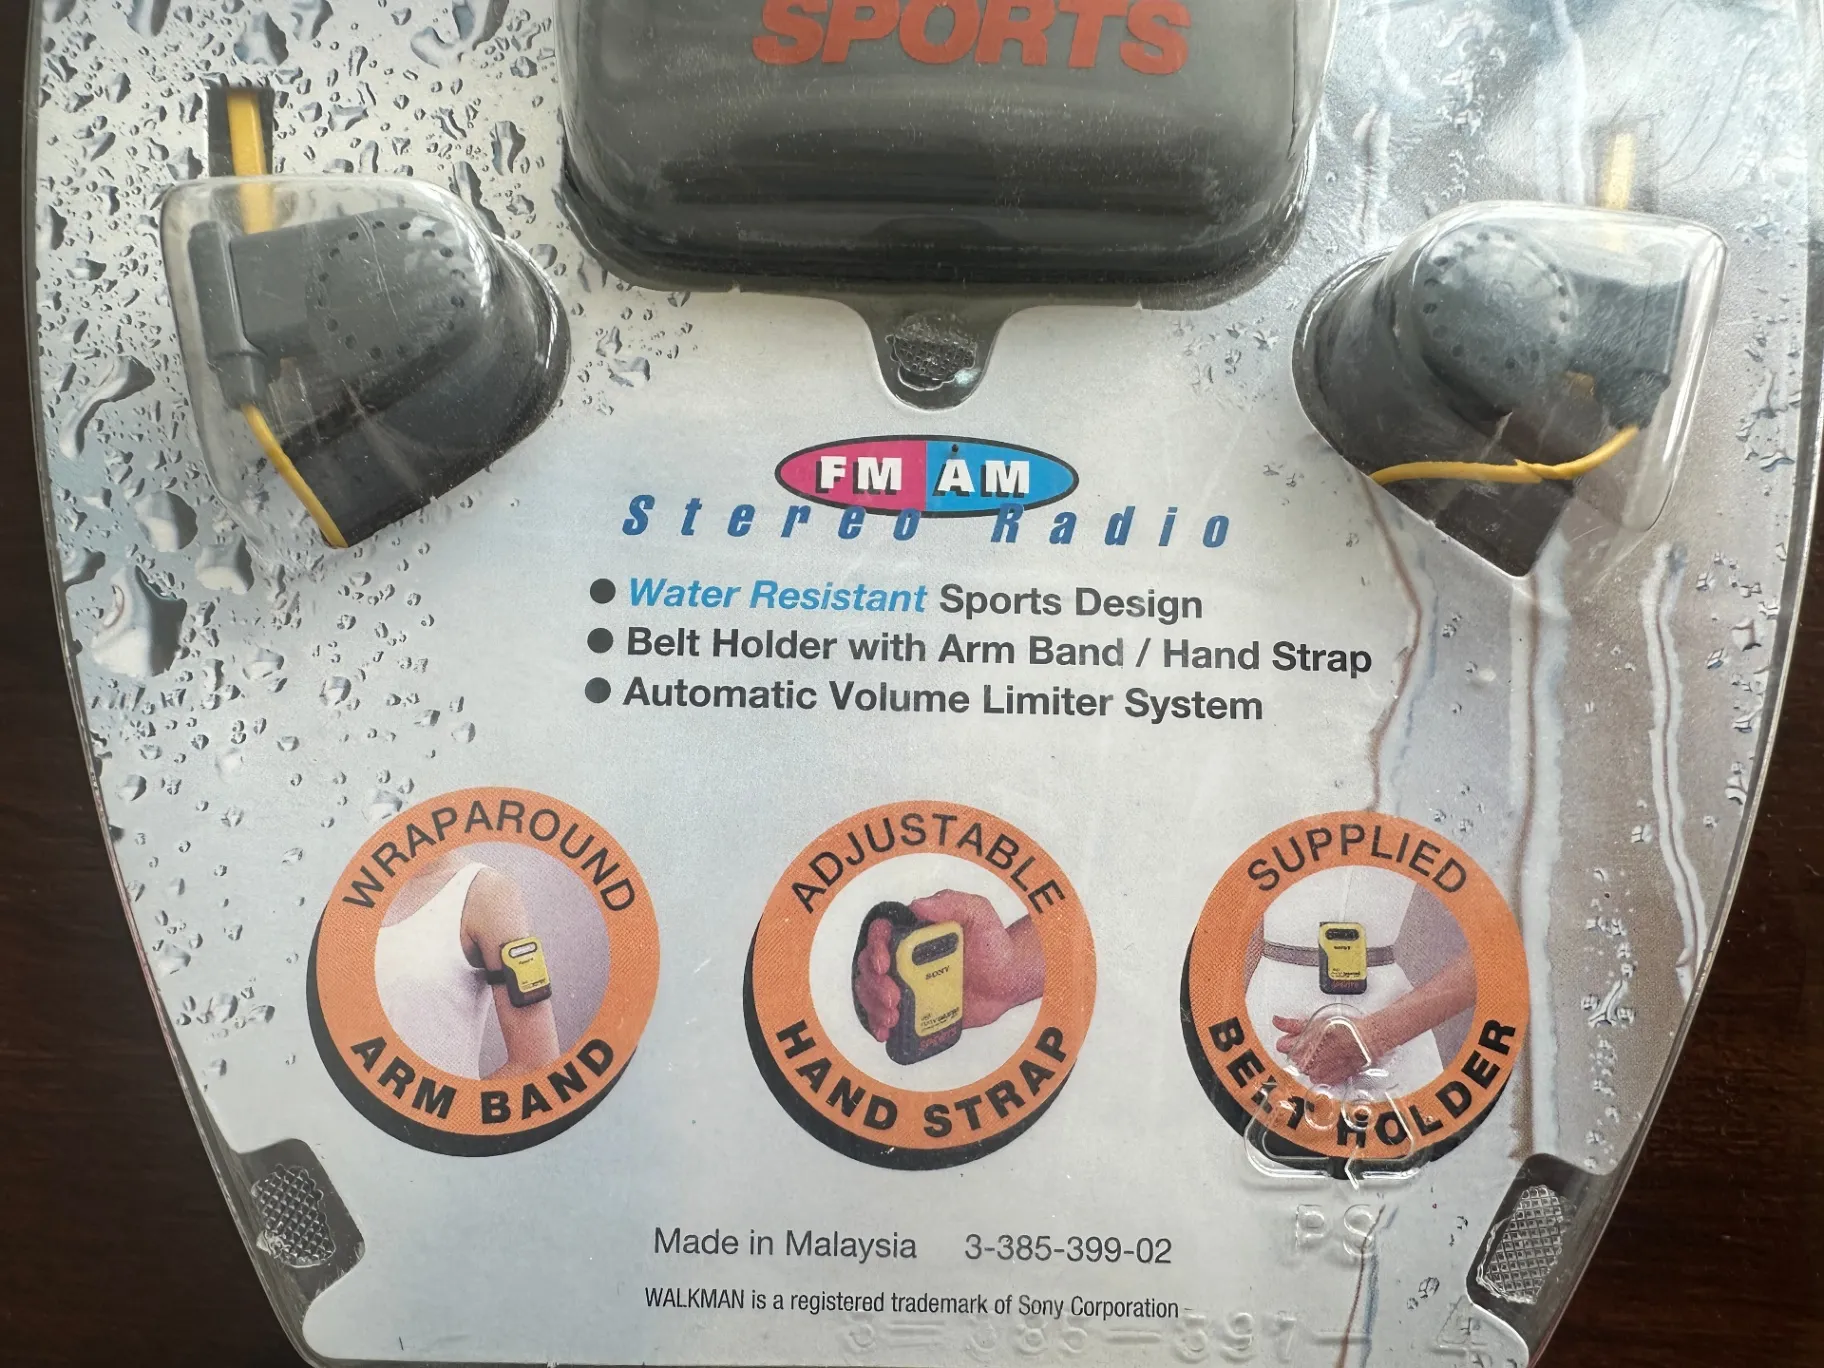 SPORTS
FM AM
Stereo Radio
● Water Resistant Sports Design
● Belt Holder with Arm Band / Hand Strap
● Automatic Volume Limiter System
WRAPAROUND
ARM BAND
ADJUSTABLE
HAND STRAP
SONY
SPORTS
SUPPLIED
BELT HOLDER
PS
Made in Malaysia 3-385-399-02
WALKMAN is a registered trademark of Sony Corporation